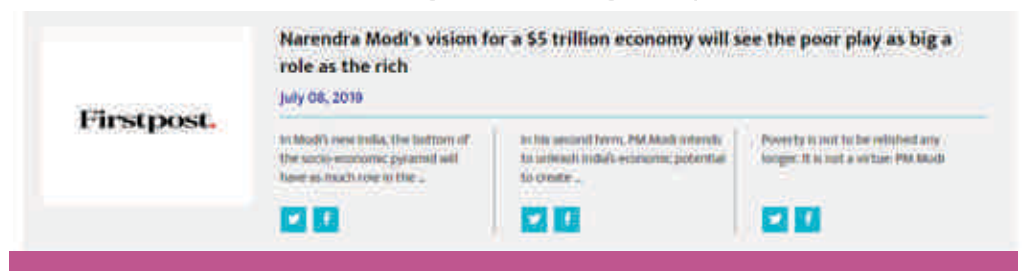 Narendra Modi's vision for a $5 trillion economy will see the poor play as big a
role as the rich
July 08, 2019
Firstpost.
In Modi's new India, the bottom of
the socio-economic pyramid will
have as much role in the ...
In his second term, PM Modi intends
to unleash India's economic potential
to create ...
Poverty is not to be relished any
longer. It is not a virtue: PM Modi